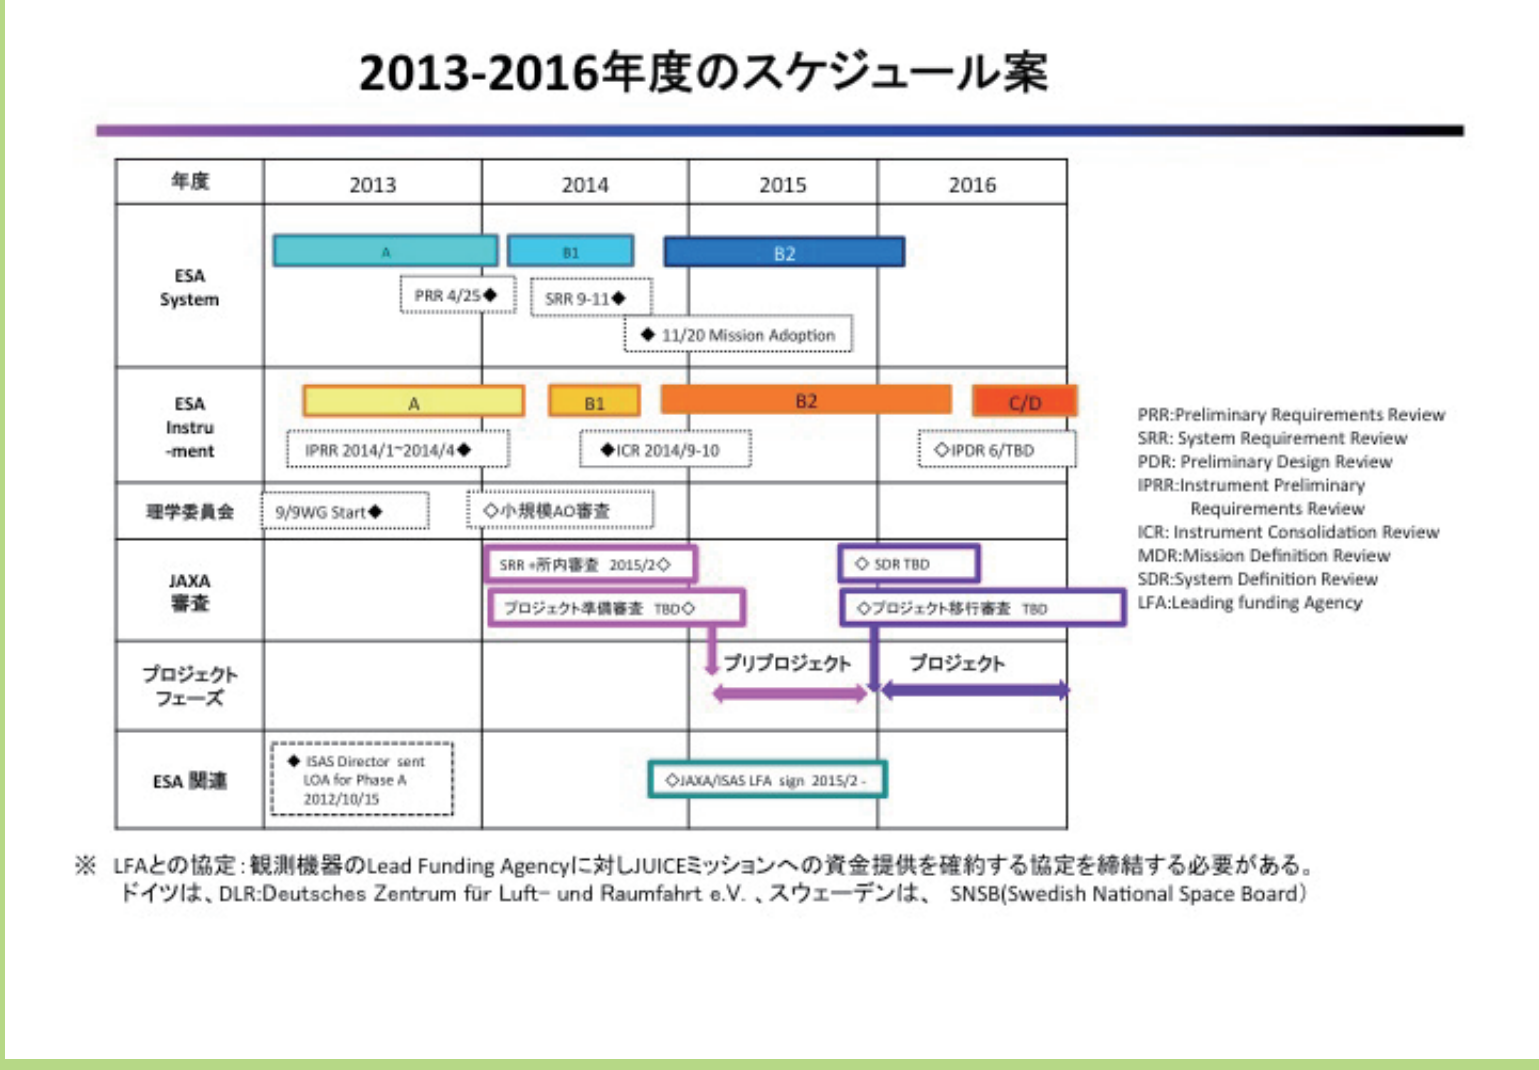 2013-2016年度のスケジュール案
年度
2013
2014
2015
2016
ESA
System
A
B1
B2
PRR 4/25◆
SRR 9-11◆
◆ 11/20 Mission Adoption
ESA
Instru
-ment
A
B1
B2
C/D
IPRR 2014/1~2014/4◆
◆ICR 2014/9-10
◇IPDR 6/TBD
理学委員会
9/9WG Start◆
◇小規模AO審査
JAXA
審査
SRR +所内審査 2015/2◇
◇ SDR TBD
プロジェクト準備審査 TBD◇
◇プロジェクト移行審査 TBD
プロジェクト
フェーズ
プリプロジェクト
プロジェクト
ESA 関連
◆ ISAS Director sent
LOA for Phase A
2012/10/15
◇JAXA/ISAS LFA sign 2015/2 -
PRR:Preliminary Requirements Review
SRR: System Requirement Review
PDR: Preliminary Design Review
IPRR:Instrument Preliminary
Requirements Review
ICR: Instrument Consolidation Review
MDR:Mission Definition Review
SDR:System Definition Review
LFA:Leading funding Agency
※ LFAとの協定:観測機器のLead Funding Agencyに対しJUICEミッションへの資金提供を確約する協定を締結する必要がある。
ドイツは、DLR:Deutsches Zentrum für Luft- und Raumfahrt e.V. 、スウェーデンは、 SNSB(Swedish National Space Board)